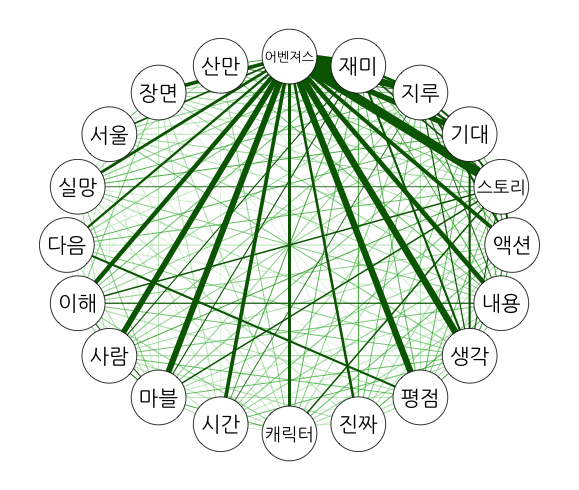 어벤져스
재미
지루
기대
스토리
액션
내용
생각
평점
진짜
캐릭터
시간
마블
사람
이해
다음
실망
서울
장면
산만